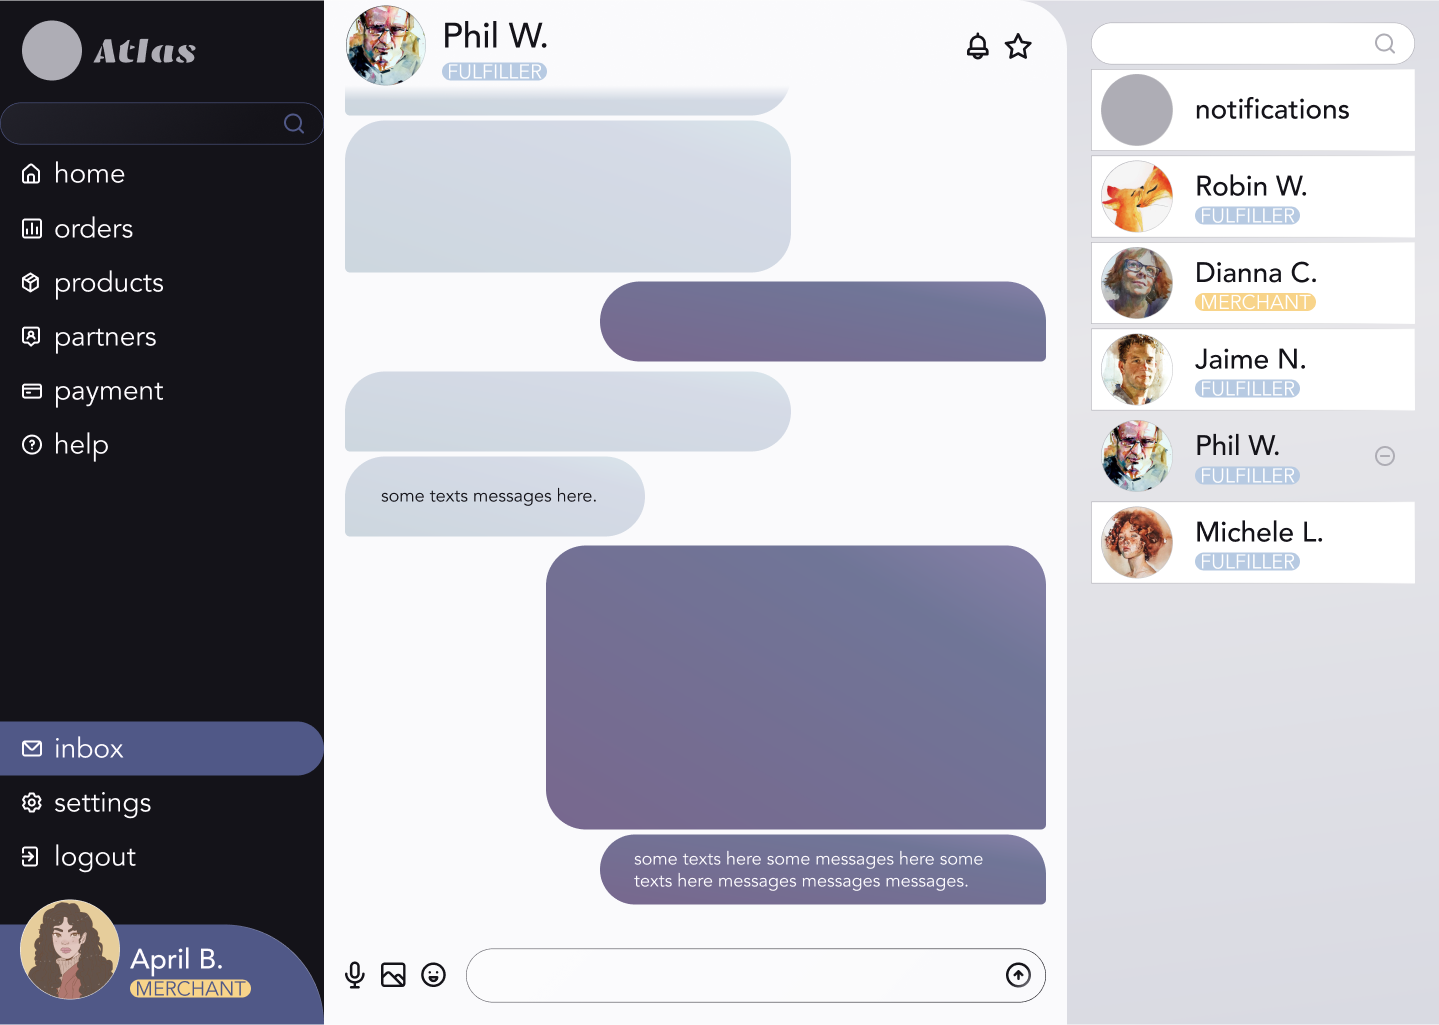 Atlas
home
orders
products
partners
payment
help
inbox
settings
logout
April B.
MERCHANT
Phil W.
FULFILLER
some texts messages here.
some texts here some messages here some
texts here messages messages messages.
notifications
Robin W.
FULFILLER
Dianna C.
MERCHANT
Jaime N.
FULFILLER
Phil W.
FULFILLER
Michele L.
FULFILLER